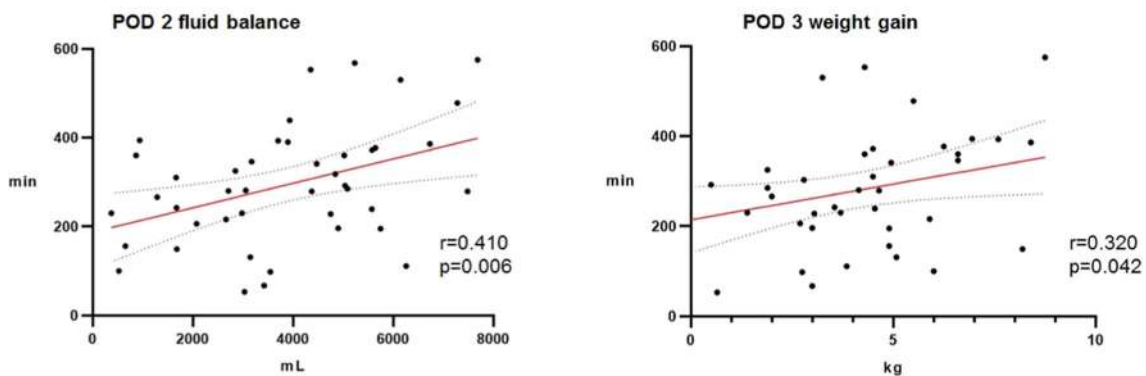 POD 2 fluid balance
600
400
min
200
0
r=0.410
p=0.006
0 2000 4000 6000 8000
mL
POD 3 weight gain
600
400
min
200
0
r=0.320
p=0.042
0 5 10
kg